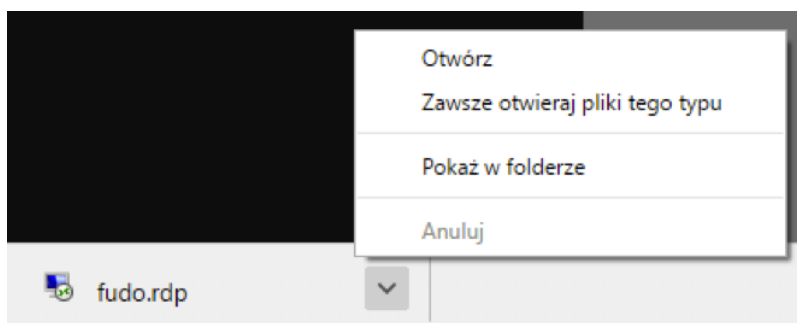 Otwórz
Zawsze otwieraj pliki tego typu
Pokaż w folderze
Anuluj
fudo.rdp